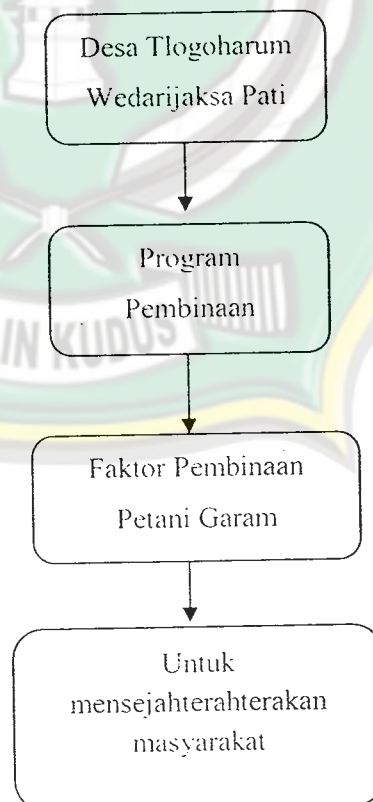 Desa Tlogoharum
Wedarijaksa Pati
Program
Pembinaan
IN KUDUS
Faktor Pembinaan
Petani Garam
Untuk
mensejahterahterakan
masyarakat